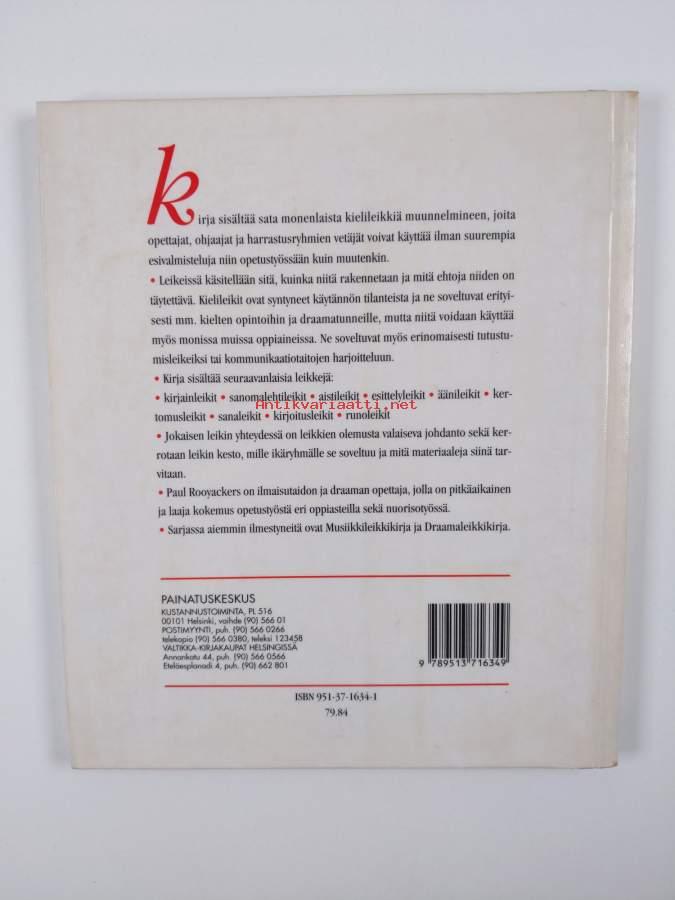 kirja sisältää sata monenlaista kielileikkiä muunnelmineen, joita
opettajat, ohjaajat ja harrastusryhmien vetäjät voivat käyttää ilman suurempia
esivalmisteluja niin opetustyössään kuin muutenkin.
• Leikeissä käsitellään sitä, kuinka niitä rakennetaan ja mitä ehtoja niiden on
täytettävä. Kielileikit ovat syntyneet käytännön tilanteista ja ne soveltuvat erityi-
sesti mm. kielten opintoihin ja draamatunneille, mutta niitä voidaan käyttää
myös monissa muissa oppiaineissa. Ne soveltuvat myös erinomaisesti tutustu-
misleikeiksi tai kommunikaatiotaitojen harjoitteluun.
• Kirja sisältää seuraavanlaisia leikkejä:
• kirjainleikit • sanomalehtileikit • aistileikit • esittelyleikit • äänileikit • ker-
Antikvariaatti.net
tomusleikit • sanaleikit • kirjoitusleikit • runoleikit
• Jokaisen leikin yhteydessä on leikkien olemusta valaiseva johdanto sekä ker-
rotaan leikin kesto, mille ikäryhmälle se soveltuu ja mitä materiaaleja siinä tar-
vitaan.
• Paul Rooyackers on ilmaisutaidon ja draaman opettaja, jolla on pitkäaikainen
ja laaja kokemus opetustyöstä eri oppiasteilla sekä nuorisotyössä.
• Sarjassa aiemmin ilmestyneitä ovat Musiikkileikkikirja ja Draamaleikkikirja.
PAINATUSKESKUS
KUSTANNUSTOIMINTA, PL 516
00101 Helsinki, vaihde (90) 566 01
POSTIMYYNTI, puh. (90) 566 0266
telekopio (90) 566 0380, teleksi 123458
VALTIKKA-KIRJAKAUPAT HELSINGISSÄ
Annankatu 44, puh. (90) 566 0566
Eteläesplanadi 4, puh. (90) 662 801
9 789513 716349
ISBN 951-37-1634-1
79.84